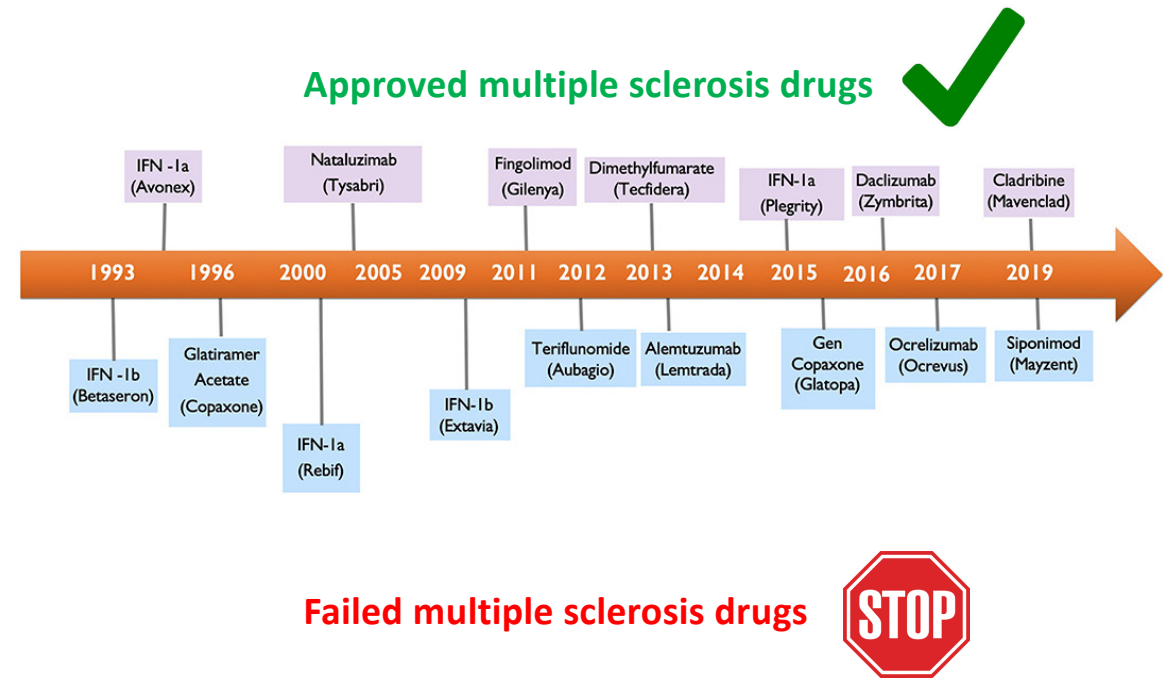 Approved multiple sclerosis drugs
IFN -1a
(Avonex)
Nataluzimab
(Tysabri)
Fingolimod
(Gilenya)
Dimethylfumarate
(Tecfidera)
IFN-1a
(Plegrity)
Daclizumab
(Zymbrita)
Cladribine
(Mavenclad)
1993 1996 2000 2005 2009 2011 2012 2013 2014 2015 2016 2017 2019
IFN -1b
(Betaseron)
Glatiramer
Acetate
(Copaxone)
IFN-1a
(Rebif)
IFN-1b
(Extavia)
Teriflunomide
(Aubagio)
Alemtuzumab
(Lemtrada)
Gen
Copaxone
(Glatopa)
Ocrelizumab
(Ocrevus)
Siponimod
(Mayzent)
Failed multiple sclerosis drugs
STOP